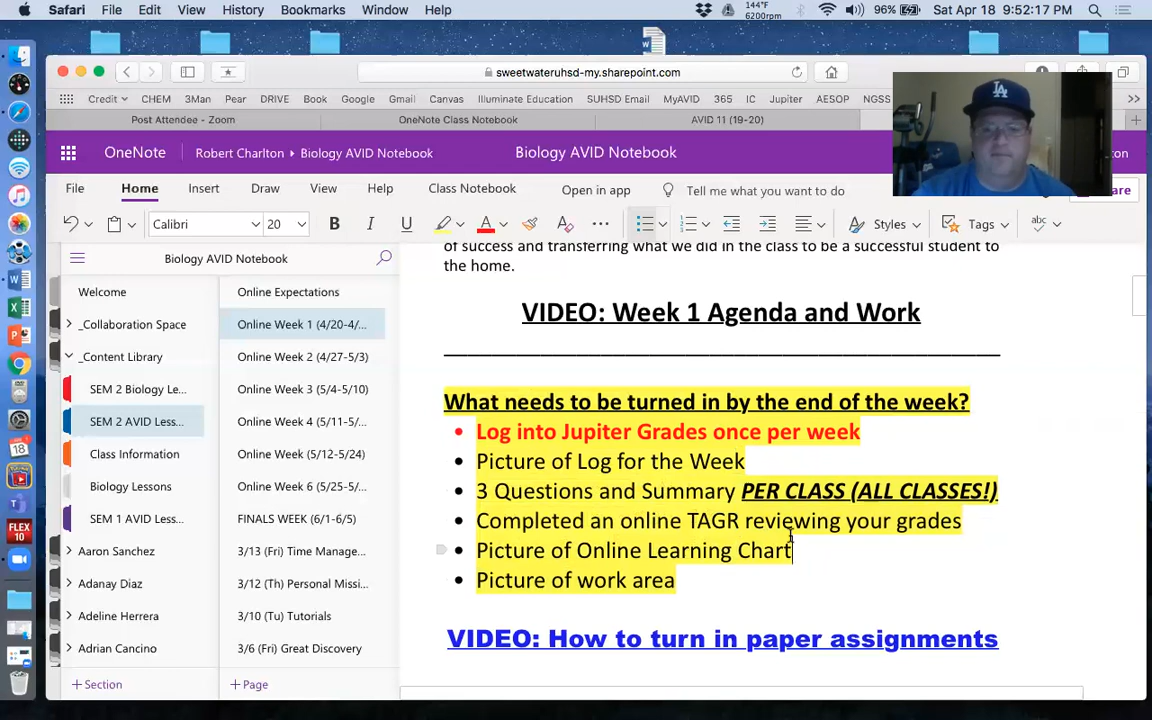 Safari File Edit View History Bookmarks Window Help 144°F 6200rpm 96% Sat Apr 18 9:52:17 PM
sweetwateruhsd-my.sharepoint.com
Credit CHEM 3Man Pear DRIVE Book Google Gmail Canvas Illuminate Education SUHSD Email MyAVID 365 IC Jupiter AESOP NGSS
Post Attendee - Zoom OneNote Class Notebook AVID 11 (19-20)
OneNote Robert Charlton Biology AVID Notebook Biology AVID Notebook
LA
File Home Insert Draw View Help Class Notebook Open in app Tell me what you want to do
Calibri 20 B I U A A Styles Tags abc
Biology AVID Notebook
Welcome
_Collaboration Space
_Content Library
SEM 2 Biology Le...
SEM 2 AVID Less...
Class Information
Biology Lessons
SEM 1 AVID Less...
Aaron Sanchez
Adanay Diaz
Adeline Herrera
Adrian Cancino
+ Section
Online Expectations
Online Week 1 (4/20-4/...
Online Week 2 (4/27-5/3)
Online Week 3 (5/4-5/10)
Online Week 4 (5/11-5/...
Online Week (5/12-5/24)
Online Week 6 (5/25-5/...
FINALS WEEK (6/1-6/5)
3/13 (Fri) Time Manage...
3/12 (Th) Personal Missi...
3/10 (Tu) Tutorials
3/6 (Fri) Great Discovery
+ Page
of success and transferring what we did in the class to be a successful student to
the home.
VIDEO: Week 1 Agenda and Work
What needs to be turned in by the end of the week?
• Log into Jupiter Grades once per week
• Picture of Log for the Week
• 3 Questions and Summary PER CLASS (ALL CLASSES!)
• Completed an online TAGR reviewing your grades
• Picture of Online Learning Chart
• Picture of work area
VIDEO: How to turn in paper assignments
FLEX
10